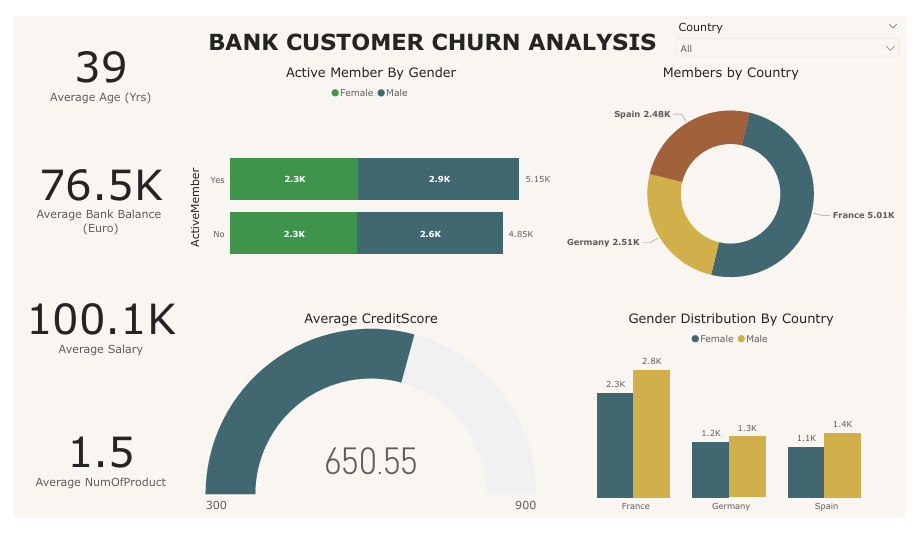 BANK CUSTOMER CHURN ANALYSIS
Country
All
39
Average Age (Yrs)
76.5K
Average Bank Balance
(Euro)
100.1K
Average Salary
1.5
Average NumOfProduct
Active Member By Gender
Female Male
ActiveMember
Yes 2.3K 2.9K 5.15K
No 2.3K 2.6K 4.85K
Members by Country
Spain 2.48K
France 5.01K
Germany 2.51K
Average CreditScore
650.55
300 900
Gender Distribution By Country
Female Male
2.3K 2.8K
1.2K 1.3K
1.1K 1.4K
France Germany Spain